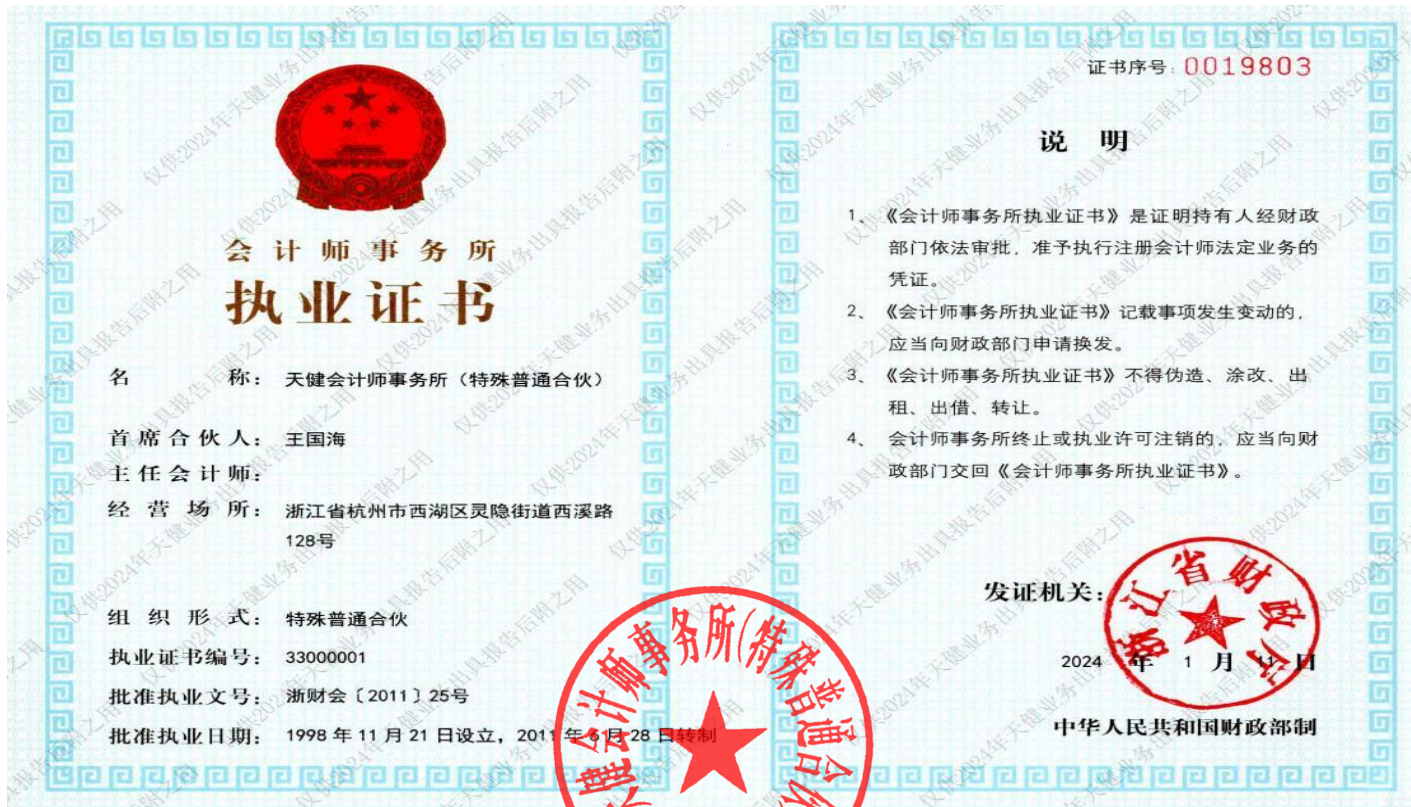 会计师事务所
执业证书
名 称： 天健会计师事务所（特殊普通合伙）
首席合伙人： 王国海
主任会计师：
经营场所： 浙江省杭州市西湖区灵隐街道西溪路
128号
组织形式： 特殊普通合伙
执业证书编号： 33000001
批准执业文号： 浙财会〔2011〕25号
批准执业日期： 1998年11月21日设立，2011年6月28日转制
天健会计师事务所(特殊普通合伙
证书序号：0019803
说 明
1、《会计师事务所执业证书》是证明持有人经财政
部门依法审批，准予执行注册会计师法定业务的
凭证。
2、《会计师事务所执业证书》记载事项发生变动的，
应当向财政部门申请换发。
3、《会计师事务所执业证书》不得伪造、涂改、出
租、出借、转让。
4、 会计师事务所终止或执业许可注销的，应当向财
政部门交回《会计师事务所执业证书》。
发证机关：
浙江省财政厅
2024 年 1 月 11 日
中华人民共和国财政部制
仅供2024年天健业务出具报告后附之用